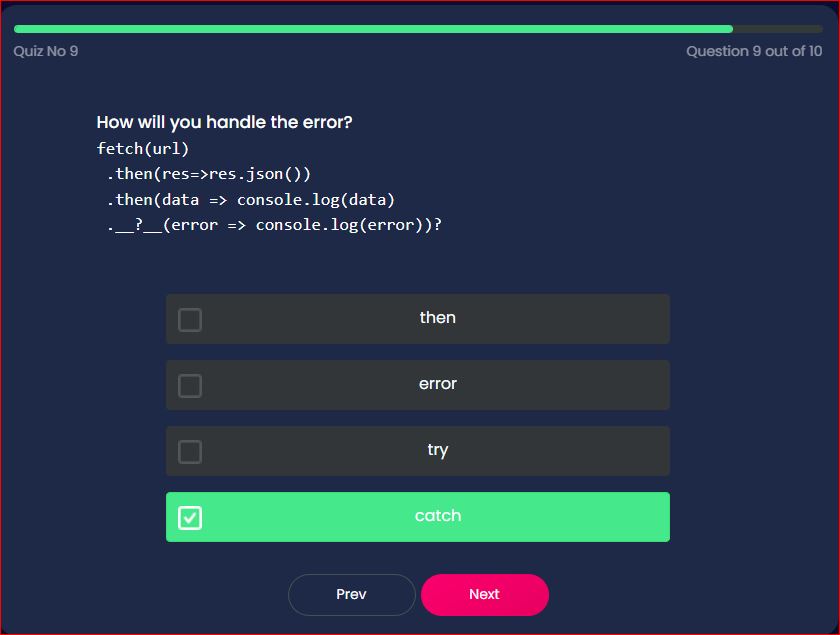 Quiz No 9
Question 9 out of 10
How will you handle the error?
fetch(url)
.then(res=>res.json())
.then(data => console.log(data)
.__?__(error => console.log(error))?
then
error
try
catch
Prev
Next